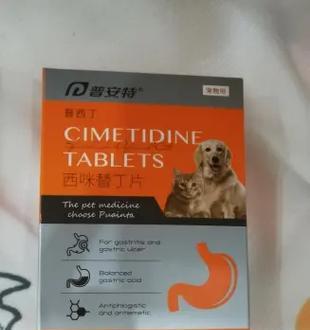 普安特®
宠物用
普西丁
CIMETIDINE
TABLETS
西咪替丁片
The pet medicine
choose Puainta
For gastritis and
gastric ulcer
Balanced
gastric acid
Antiphlogistic
and antiemetic